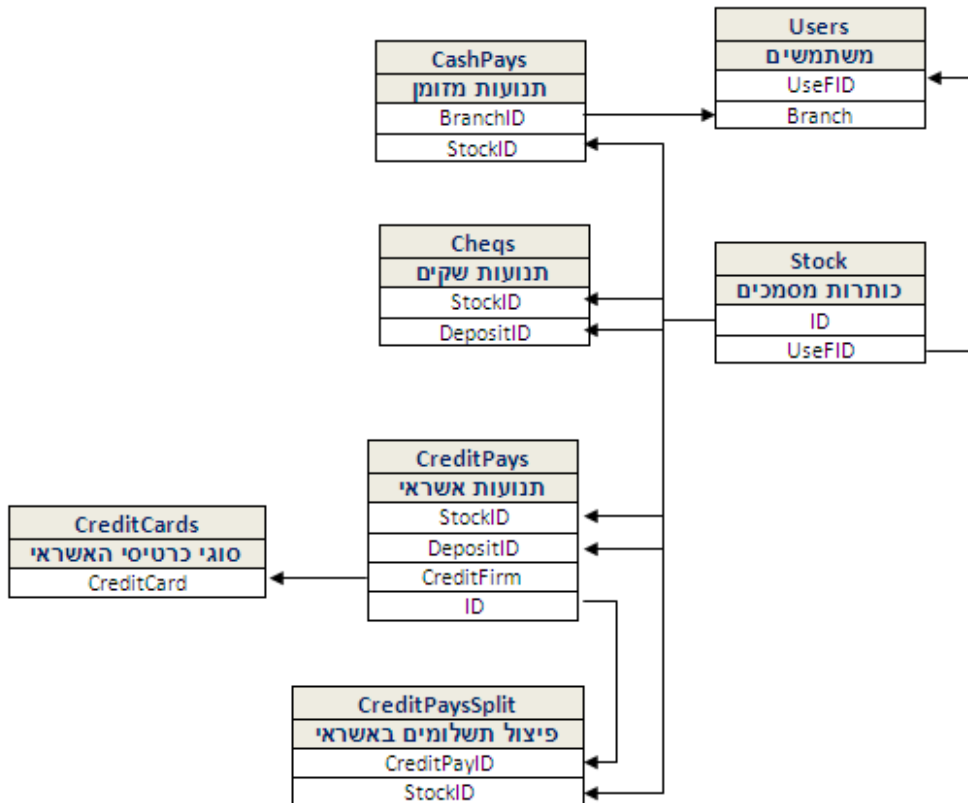 Users
משתמשים
UseFID
Branch
CashPays
תנועות מזומן
BranchID
StockID
Cheqs
תנועות שקים
StockID
DepositID
Stock
כותרות מסמכים
ID
UseFID
CreditPays
תנועות אשראי
StockID
DepositID
CreditFirm
ID
CreditCards
סוגי כרטיסי האשראי
CreditCard
CreditPaysSplit
פיצול תשלומים באשראי
CreditPayID
StockID